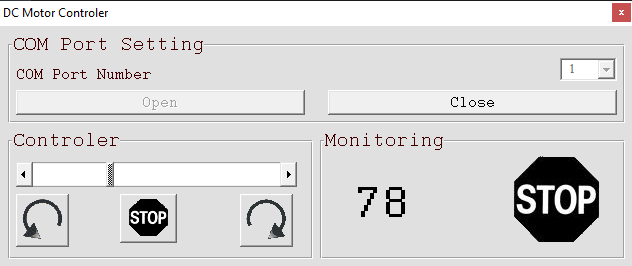 DC Motor Controler
COM Port Setting
COM Port Number
1
Open
Close
Controler
STOP
Monitoring
78
STOP